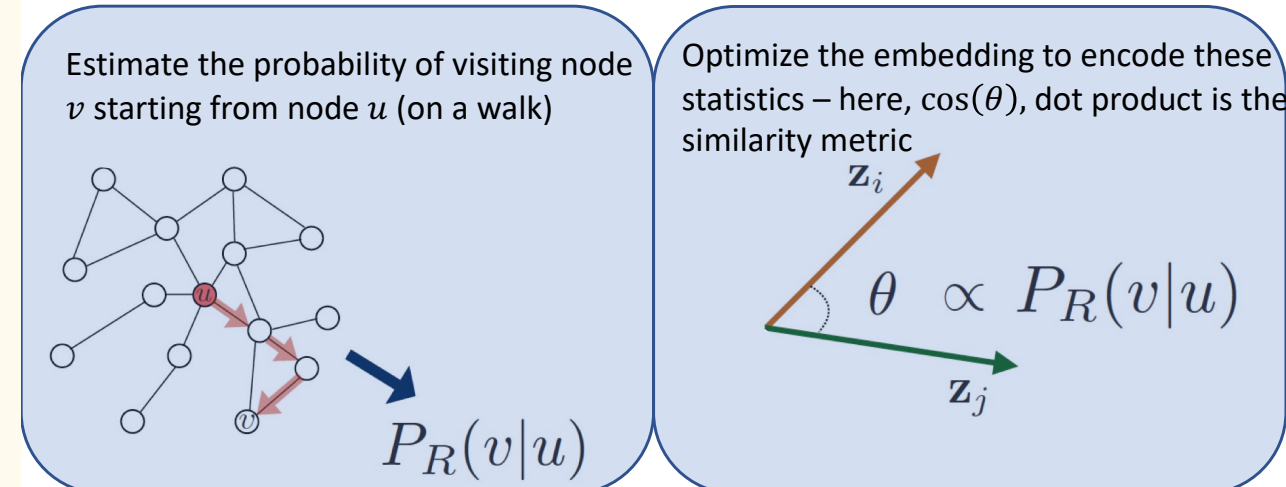 Estimate the probability of visiting node
𝑣 starting from node 𝑢 (on a walk)
u
v
P_R(v|u)
Optimize the embedding to encode these
statistics – here, cos(𝜃), dot product is the
similarity metric
z_i
θ ∝ P_R(v|u)
z_j